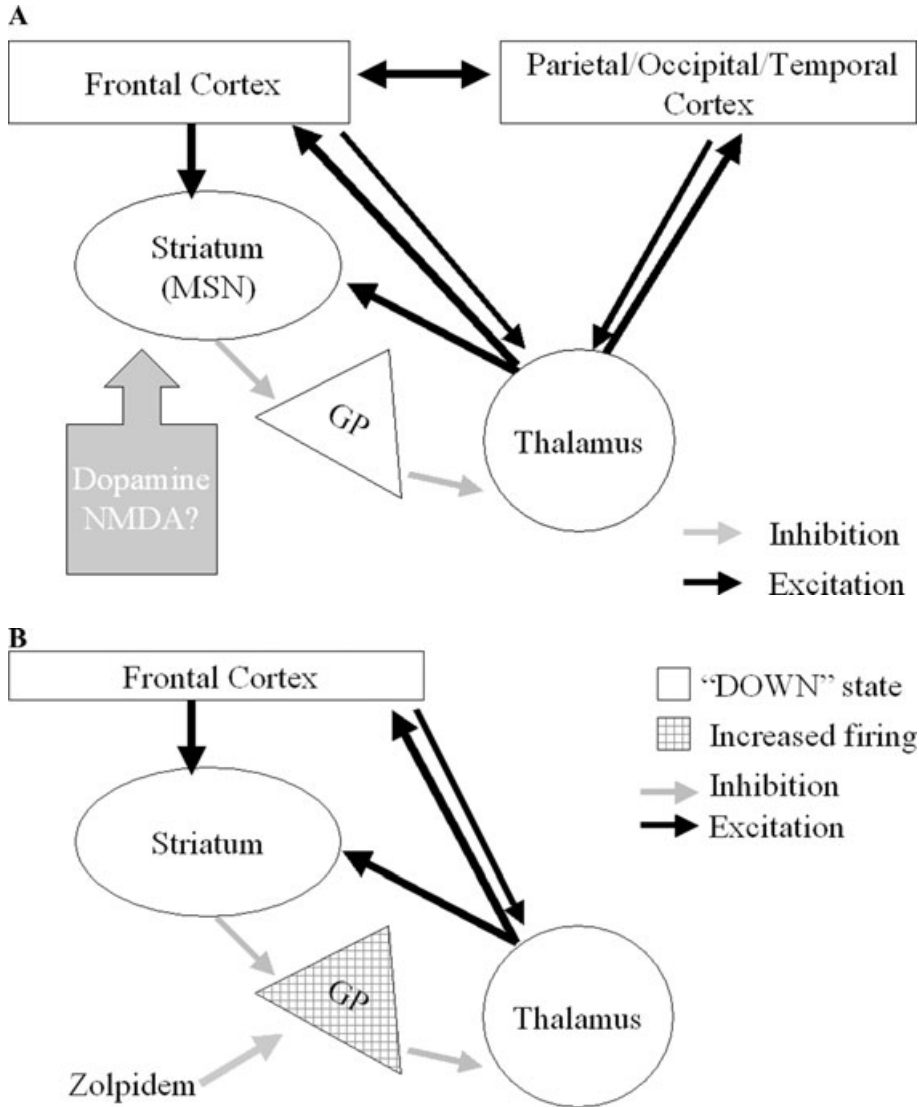 A
Frontal Cortex
Parietal/Occipital/Temporal
Cortex
Striatum
(MSN)
GP
Thalamus
Dopamine
NMDA?
Inhibition
Excitation
B
Frontal Cortex
“DOWN” state
Increased firing
Inhibition
Excitation
Striatum
GP
Thalamus
Zolpidem